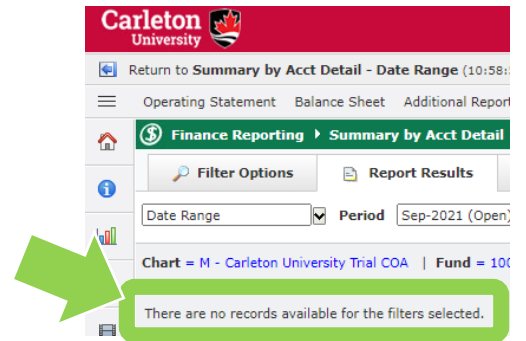 Carleton
University
Return to Summary by Acct Detail - Date Range (10:58:
Operating Statement Balance Sheet Additional Report
Finance Reporting Summary by Acct Detail
Filter Options Report Results
Date Range Period Sep-2021 (Open)
Chart = M - Carleton University Trial COA | Fund = 100
There are no records available for the filters selected.